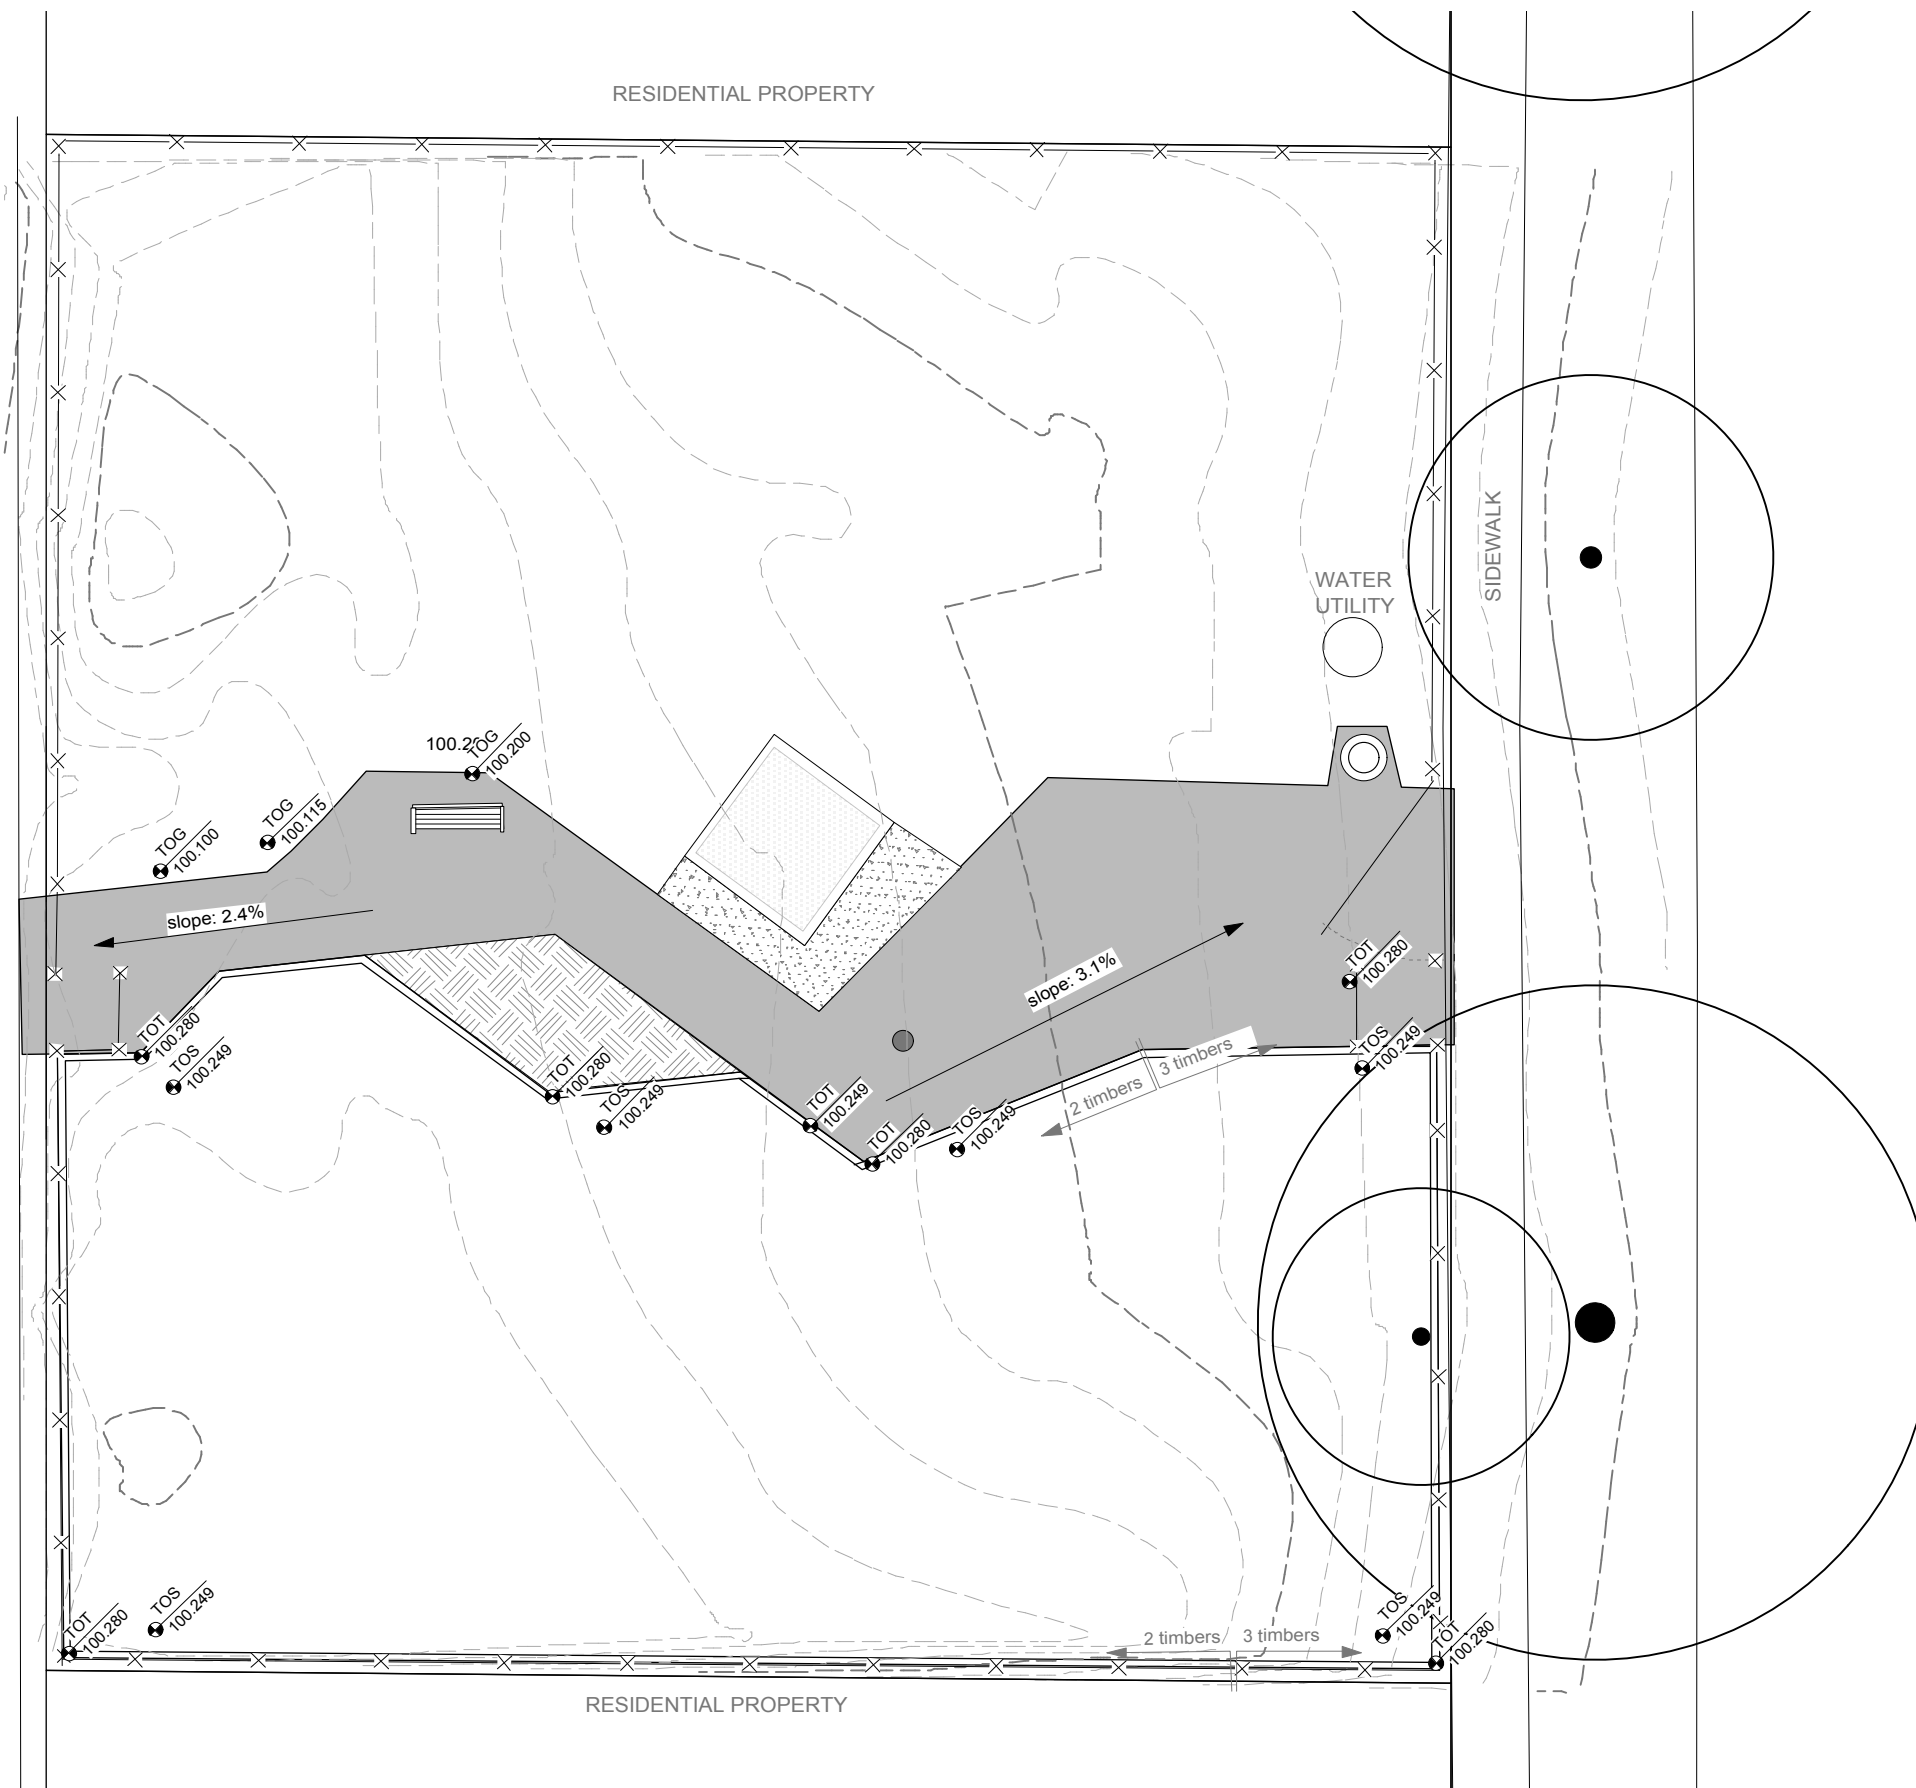 RESIDENTIAL PROPERTY
SIDEWALK
WATER
UTILITY
TOG
100.200
TOG
100.115
TOG
100.100
slope: 2.4%
TOT
100.280
slope: 3.1%
TOT
100.280
TOS
100.249
TOT
100.280
TOS
100.249
TOT
100.249
TOT
100.280
TOS
100.249
2 timbers
3 timbers
TOS
100.249
TOT
100.280
TOS
100.249
2 timbers
3 timbers
TOS
100.249
TOT
100.280
RESIDENTIAL PROPERTY